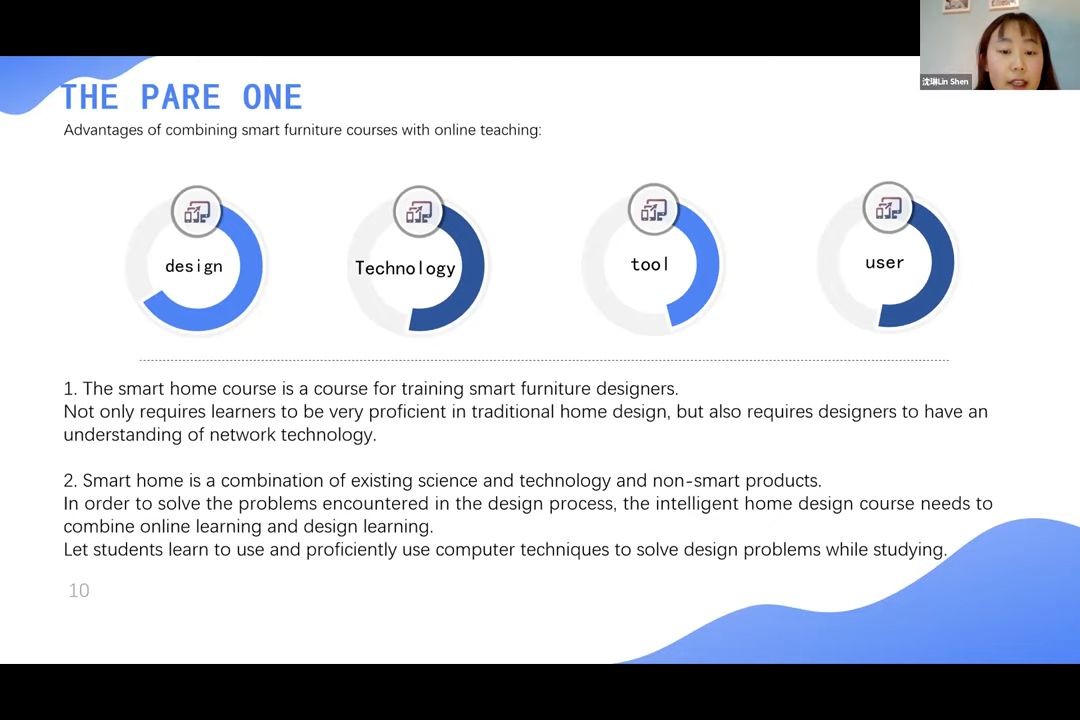 沈琳Lin Shen
THE PARE ONE
Advantages of combining smart furniture courses with online teaching:
design
Technology
tool
user
1. The smart home course is a course for training smart furniture designers.
Not only requires learners to be very proficient in traditional home design, but also requires designers to have an
understanding of network technology.
2. Smart home is a combination of existing science and technology and non-smart products.
In order to solve the problems encountered in the design process, the intelligent home design course needs to
combine online learning and design learning.
Let students learn to use and proficiently use computer techniques to solve design problems while studying.
10